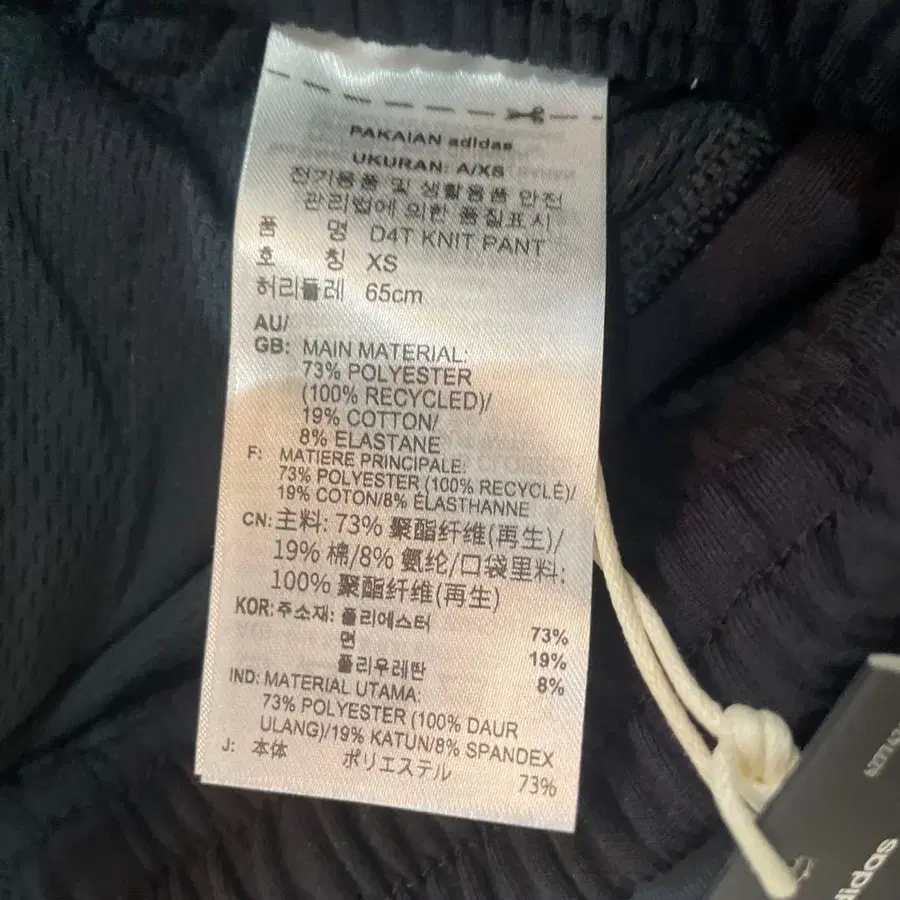 PAKAIAN adidas
UKURAN: A/XS
전기용품 및 생활용품 안전
관리법에 의한 품질표시
품 명 D4T KNIT PANT
호 칭 XS
허리둘레 65cm
AU/
GB: MAIN MATERIAL:
73% POLYESTER
(100% RECYCLED)/
19% COTTON/
8% ELASTANE
F: MATIERE PRINCIPALE:
73% POLYESTER (100% RECYCLÉ)/
19% COTON/8% ÉLASTHANNE
CN: 主料: 73% 聚酯纤维(再生)/
19% 棉/8% 氨纶/口袋里料:
100% 聚酯纤维(再生)
KOR: 주소재: 폴리에스터 73%
면 19%
폴리우레탄 8%
IND: MATERIAL UTAMA:
73% POLYESTER (100% DAUR
ULANG)/19% KATUN/8% SPANDEX
J: 本体 ポリエステル 73%
adidas